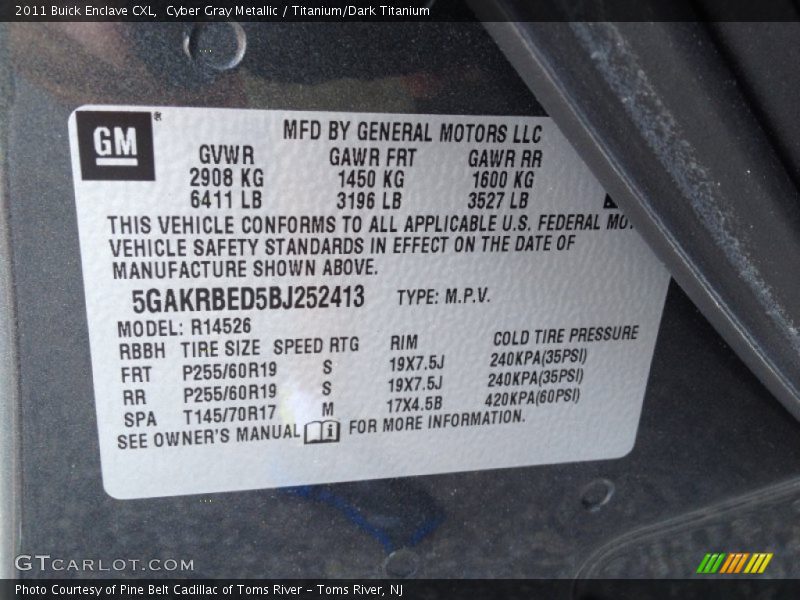 2011 Buick Enclave CXL, Cyber Gray Metallic / Titanium/Dark Titanium
GM®
MFD BY GENERAL MOTORS LLC
GVWR GAWR FRT GAWR RR
2908 KG 1450 KG 1600 KG
6411 LB 3196 LB 3527 LB
THIS VEHICLE CONFORMS TO ALL APPLICABLE U.S. FEDERAL
VEHICLE SAFETY STANDARDS IN EFFECT ON THE DATE OF
MANUFACTURE SHOWN ABOVE.
5GAKRBED5BJ252413 TYPE: M.P.V.
MODEL: R14526
RBBH TIRE SIZE SPEED RTG RIM COLD TIRE PRESSURE
FRT P255/60R19 S 19X7.5J 240KPA(35PSI)
RR P255/60R19 S 19X7.5J 240KPA(35PSI)
SPA T145/70R17 M 17X4.5B 420KPA(60PSI)
SEE OWNER'S MANUAL i FOR MORE INFORMATION.
GTCARLOT.COM
Photo Courtesy of Pine Belt Cadillac of Toms River – Toms River, NJ